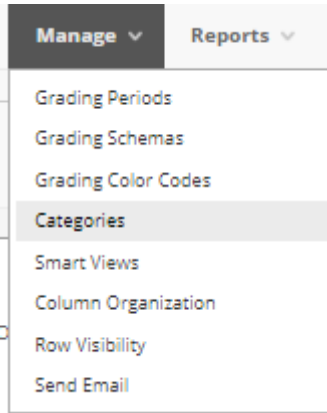 Manage Reports
Grading Periods
Grading Schemas
Grading Color Codes
Categories
Smart Views
Column Organization
Row Visibility
Send Email